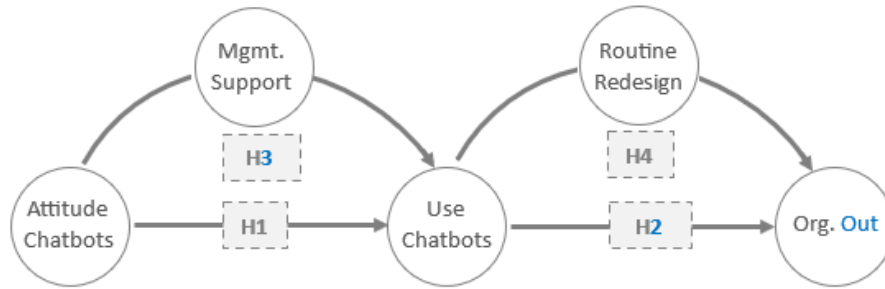 Mgmt.
Support
Routine
Redesign
H3
H4
Attitude
Chatbots
H1
Use
Chatbots
H2
Org. Out